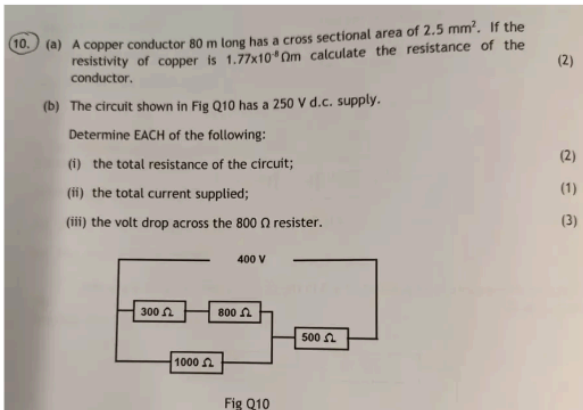 10. (a) A copper conductor 80 m long has a cross sectional area of 2.5 mm². If the
resistivity of copper is 1.77x10⁻⁸Ωm calculate the resistance of the
conductor. (2)
(b) The circuit shown in Fig Q10 has a 250 V d.c. supply.
Determine EACH of the following:
(i) the total resistance of the circuit; (2)
(ii) the total current supplied; (1)
(iii) the volt drop across the 800 Ω resister. (3)
400 V
300 Ω 800 Ω
500 Ω
1000 Ω
Fig Q10